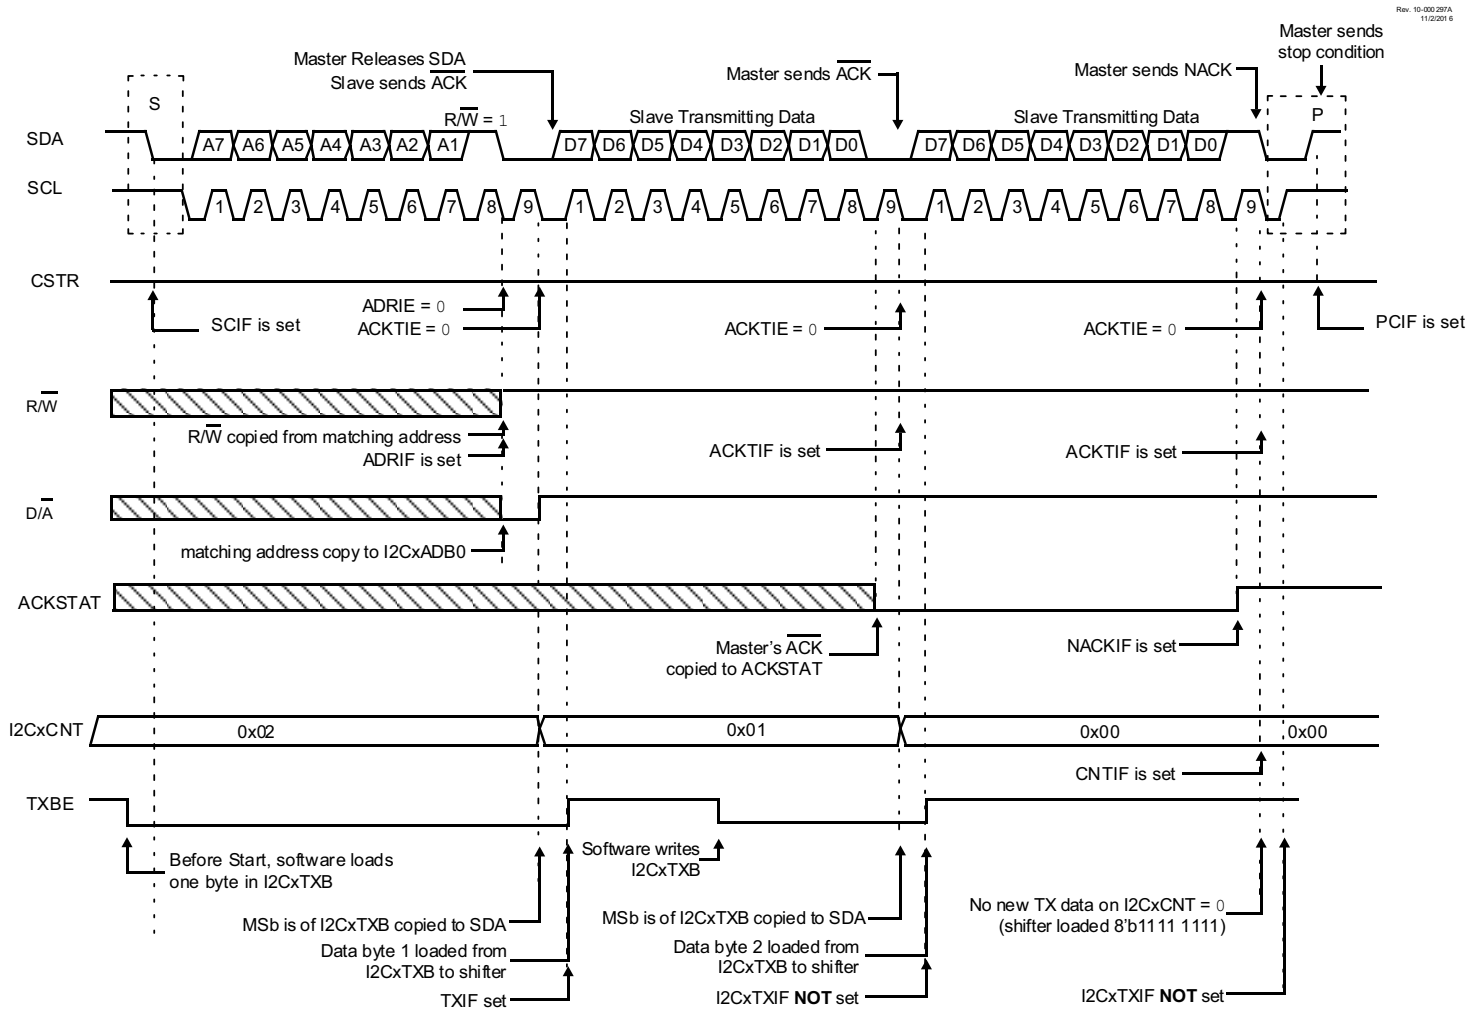 Rev. 10-000297A
11/2/2016
Master sends
stop condition
Master Releases SDA
Slave sends ACK
Master sends ACK
Master sends NACK
S
R/W = 1
Slave Transmitting Data
Slave Transmitting Data
P
SDA
A7 A6 A5 A4 A3 A2 A1 D7 D6 D5 D4 D3 D2 D1 D0 D7 D6 D5 D4 D3 D2 D1 D0
SCL
1 2 3 4 5 6 7 8 9 1 2 3 4 5 6 7 8 9 1 2 3 4 5 6 7 8 9
CSTR
SCIF is set
ADRIE = 0
ACKTIE = 0
ACKTIE = 0
ACKTIE = 0
PCIF is set
R/W
R/W copied from matching address
ADRIF is set
ACKTIF is set
ACKTIF is set
D/A
matching address copy to I2CxADB0
ACKSTAT
Master's ACK
copied to ACKSTAT
NACKIF is set
I2CxCNT
0x02
0x01
0x00
0x00
CNTIF is set
TXBE
Before Start, software loads
one byte in I2CxTXB
Software writes
I2CxTXB
MSb is of I2CxTXB copied to SDA
Data byte 1 loaded from
I2CxTXB to shifter
TXIF set
MSb is of I2CxTXB copied to SDA
Data byte 2 loaded from
I2CxTXB to shifter
I2CxTXIF NOT set
No new TX data on I2CxCNT = 0
(shifter loaded 8'b1111 1111)
I2CxTXIF NOT set